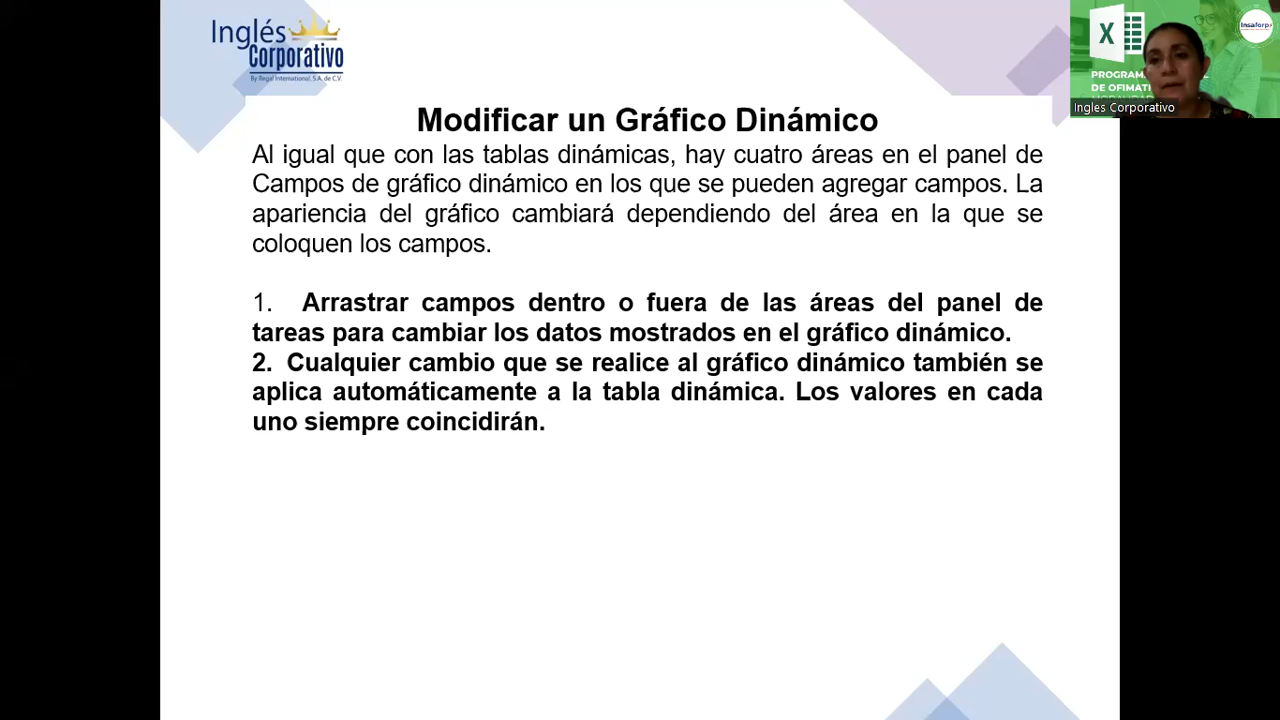 Inglés
Corporativo
By Regal International, S.A. de C.V.
Modificar un Gráfico Dinámico
Al igual que con las tablas dinámicas, hay cuatro áreas en el panel de
Campos de gráfico dinámico en los que se pueden agregar campos. La
apariencia del gráfico cambiará dependiendo del área en la que se
coloquen los campos.
1. Arrastrar campos dentro o fuera de las áreas del panel de
tareas para cambiar los datos mostrados en el gráfico dinámico.
2. Cualquier cambio que se realice al gráfico dinámico también se
aplica automáticamente a la tabla dinámica. Los valores en cada
uno siempre coincidirán.
X
Insaforp
PROGRAM
DE OFIMATI
Ingles Corporativo